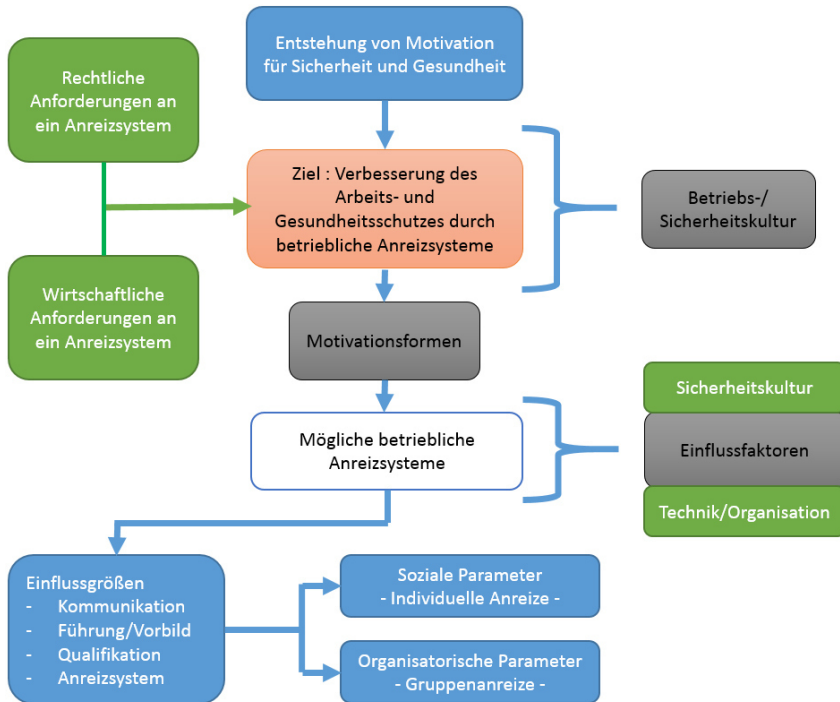 Entstehung von Motivation
für Sicherheit und Gesundheit
Rechtliche
Anforderungen an
ein Anreizsystem
Ziel : Verbesserung des
Arbeits- und
Gesundheitsschutzes durch
betriebliche Anreizsysteme
Betriebs-/
Sicherheitskultur
Wirtschaftliche
Anforderungen an
ein Anreizsystem
Motivationsformen
Sicherheitskultur
Mögliche betriebliche
Anreizsysteme
Einflussfaktoren
Technik/Organisation
Einflussgrößen
- Kommunikation
- Führung/Vorbild
- Qualifikation
- Anreizsystem
Soziale Parameter
- Individuelle Anreize -
Organisatorische Parameter
- Gruppenanreize -